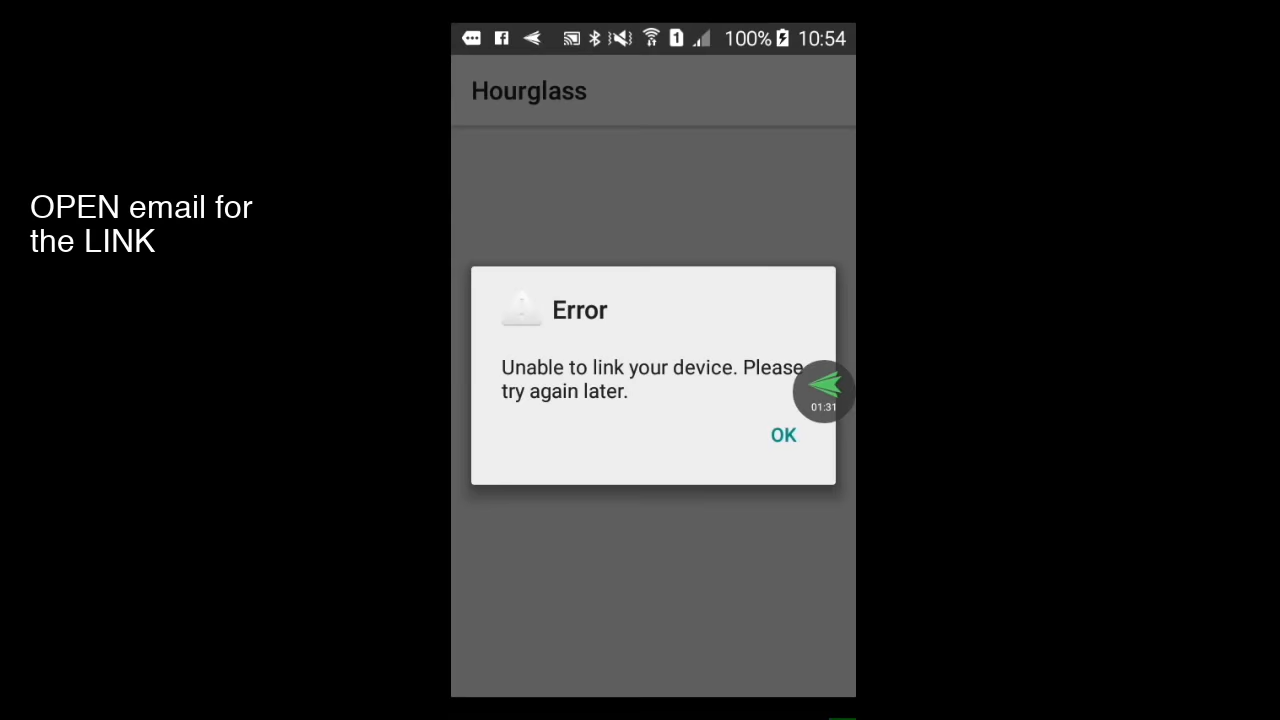 1 100% 10:54
Hourglass
OPEN email for
the LINK
Error
Unable to link your device. Please
try again later.
01:31
OK